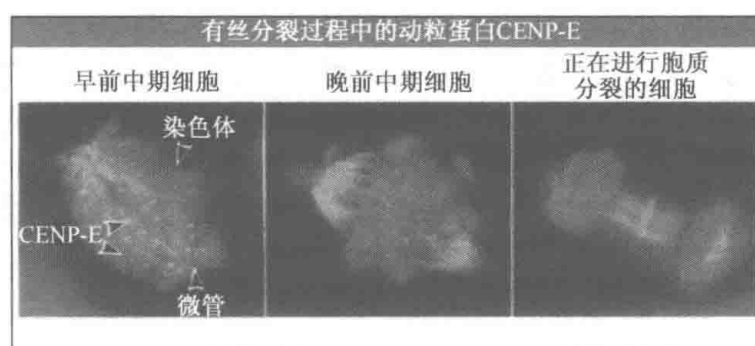 有丝分裂过程中的动粒蛋白CENP-E
早前中期细胞
晚前中期细胞
正在进行胞质
分裂的细胞
染色体
CENP-E
微管